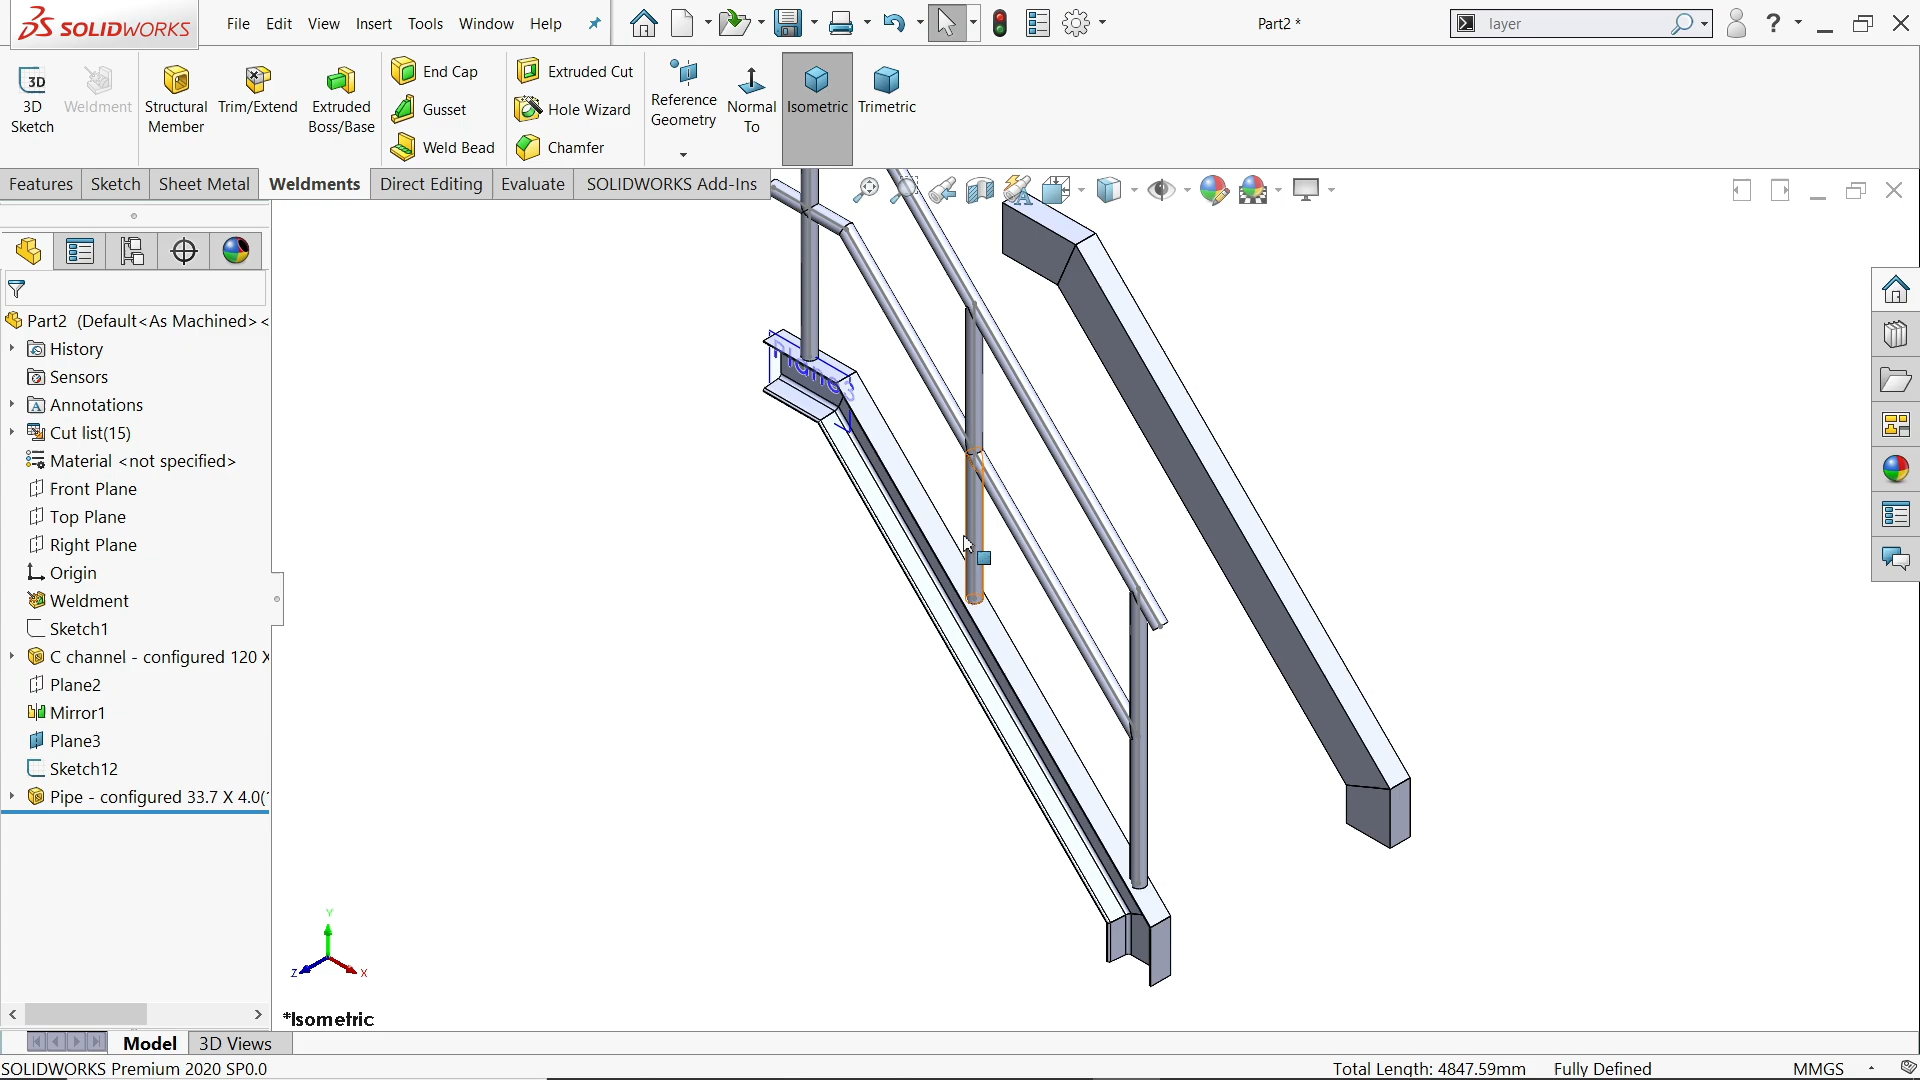 SOLIDWORKS
File
Edit
View
Insert
Tools
Window
Help
Part2 *
layer
3D
Sketch
Weldment
Structural
Member
Trim/Extend
Extruded
Boss/Base
End Cap
Gusset
Weld Bead
Extruded Cut
Hole Wizard
Chamfer
Reference
Geometry
Normal
To
Isometric
Trimetric
Features
Sketch
Sheet Metal
Weldments
Direct Editing
Evaluate
SOLIDWORKS Add-Ins
Part2 (Default<As Machined><
History
Sensors
Annotations
Cut list(15)
Material <not specified>
Front Plane
Top Plane
Right Plane
Origin
Weldment
Sketch1
C channel - configured 120 X
Plane2
Mirror1
Plane3
Sketch12
Pipe - configured 33.7 X 4.0(
Plane3
Y
Z
X
*Isometric
Model
3D Views
SOLIDWORKS Premium 2020 SP0.0
Total Length: 4847.59mm
Fully Defined
MMGS